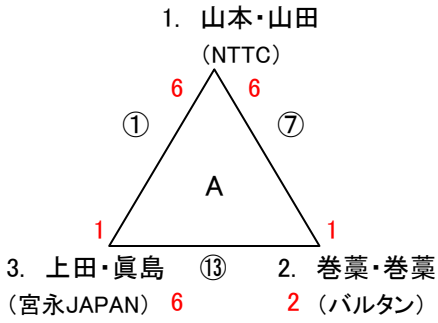 1. 山本・山田
(NTTC)
6 6
① ⑦
A
1 1
3. 上田・眞島 ⑬ 2. 巻藁・巻藁
(宮永JAPAN) 6 2 (バルタン)